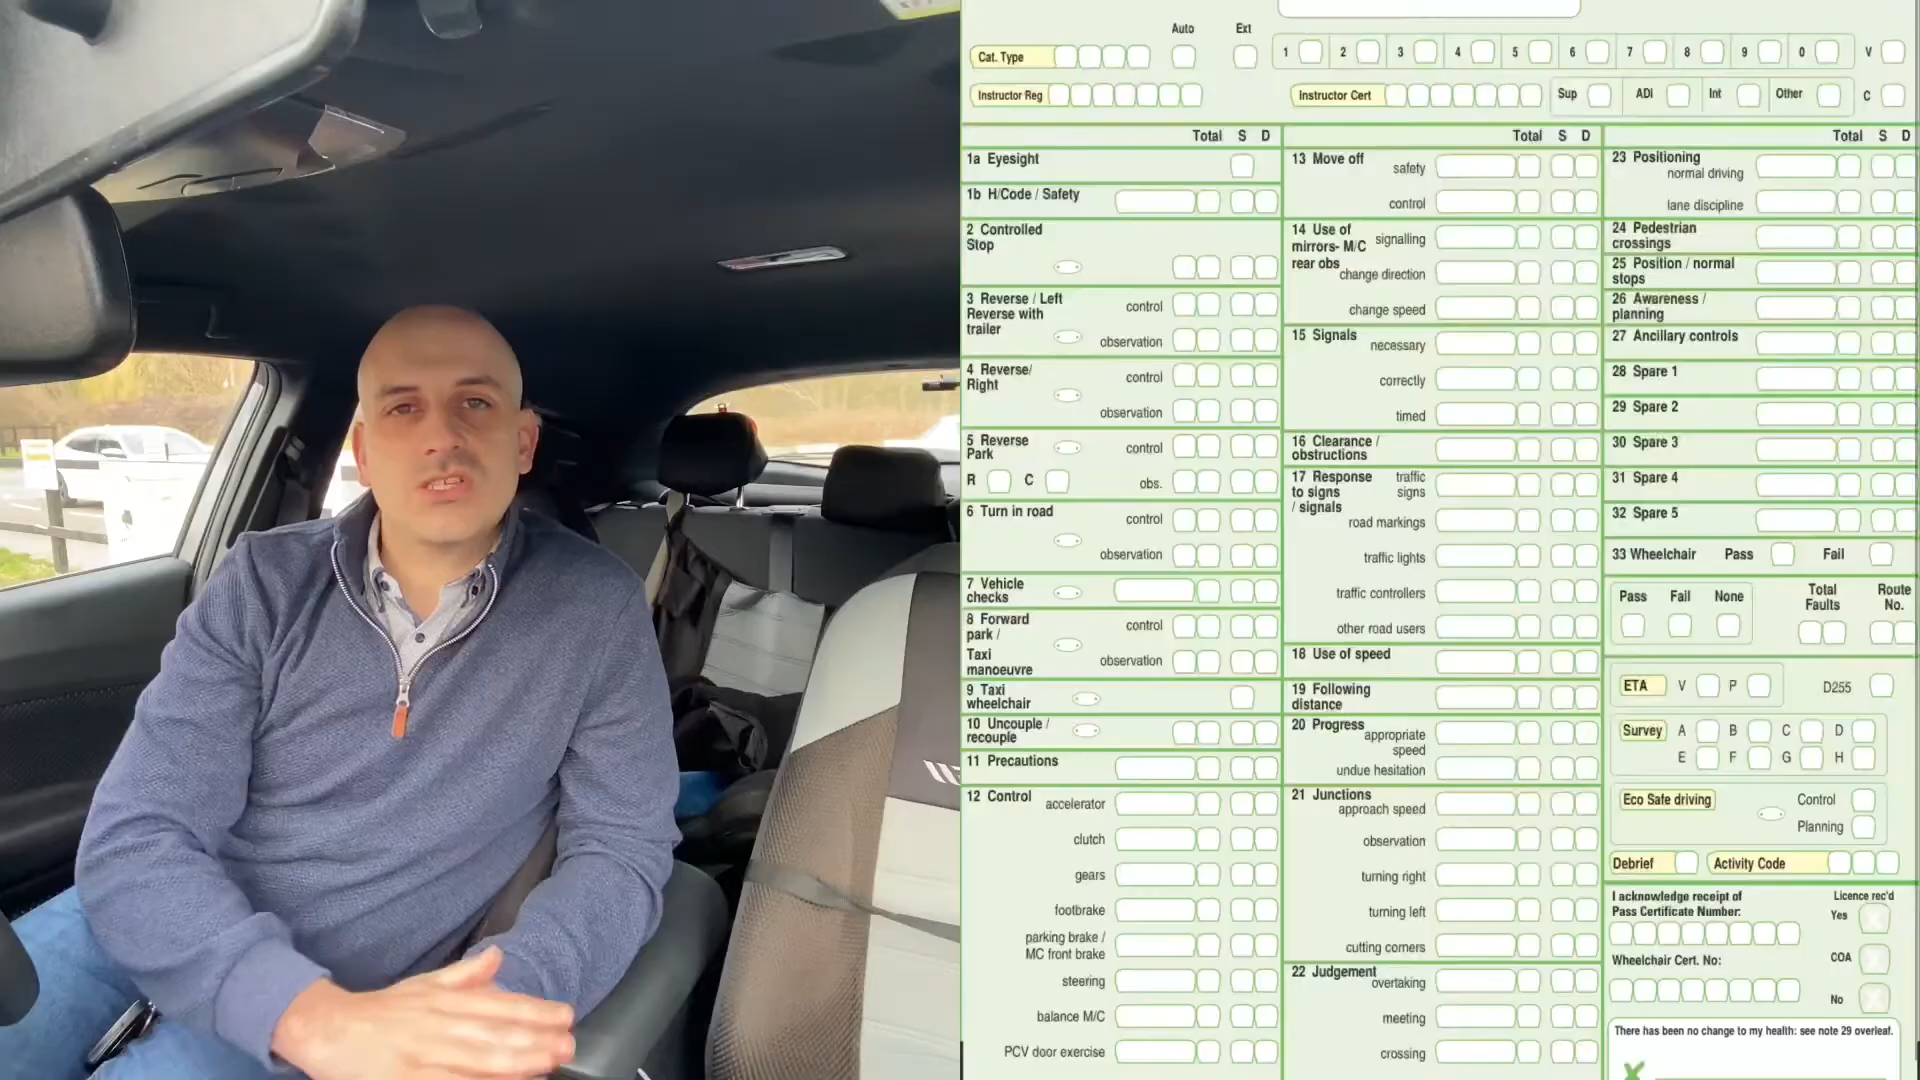 Auto Ext
Cat. Type
1 2 3 4 5 6 7 8 9 0 V
Instructor Reg
Instructor Cert
Sup ADI Int Other C
Total S D
1a Eyesight
1b H/Code / Safety
2 Controlled
Stop
3 Reverse / Left
Reverse with
trailer
control
observation
4 Reverse/
Right
control
observation
5 Reverse
Park
control
R C obs.
6 Turn in road
control
observation
7 Vehicle
checks
8 Forward
park /
Taxi
manoeuvre
control
observation
9 Taxi
wheelchair
10 Uncouple /
recouple
11 Precautions
12 Control
accelerator
clutch
gears
footbrake
parking brake /
MC front brake
steering
balance M/C
PCV door exercise
Total S D
13 Move off
safety
control
14 Use of
mirrors- M/C
rear obs
signalling
change direction
change speed
15 Signals
necessary
correctly
timed
16 Clearance /
obstructions
17 Response
to signs
/ signals
traffic
signs
road markings
traffic lights
traffic controllers
other road users
18 Use of speed
19 Following
distance
20 Progress
appropriate
speed
undue hesitation
21 Junctions
approach speed
observation
turning right
turning left
cutting corners
22 Judgement
overtaking
meeting
crossing
Total S D
23 Positioning
normal driving
lane discipline
24 Pedestrian
crossings
25 Position / normal
stops
26 Awareness /
planning
27 Ancillary controls
28 Spare 1
29 Spare 2
30 Spare 3
31 Spare 4
32 Spare 5
33 Wheelchair Pass Fail
Pass Fail None
Total
Faults
Route
No.
ETA V P D255
Survey A B C D
E F G H
Eco Safe driving
Control
Planning
Debrief Activity Code
I acknowledge receipt of
Pass Certificate Number:
Licence rec'd
Yes
Wheelchair Cert. No:
COA
No
There has been no change to my health: see note 29 overleaf.
X